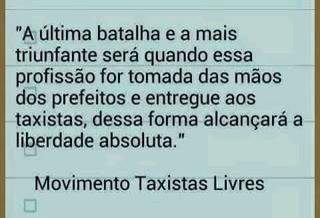 "A última batalha e a mais
triunfante será quando essa
profissão for tomada das mãos
dos prefeitos e entregue aos
taxistas, dessa forma alcançará a
liberdade absoluta."
Movimento Taxistas Livres